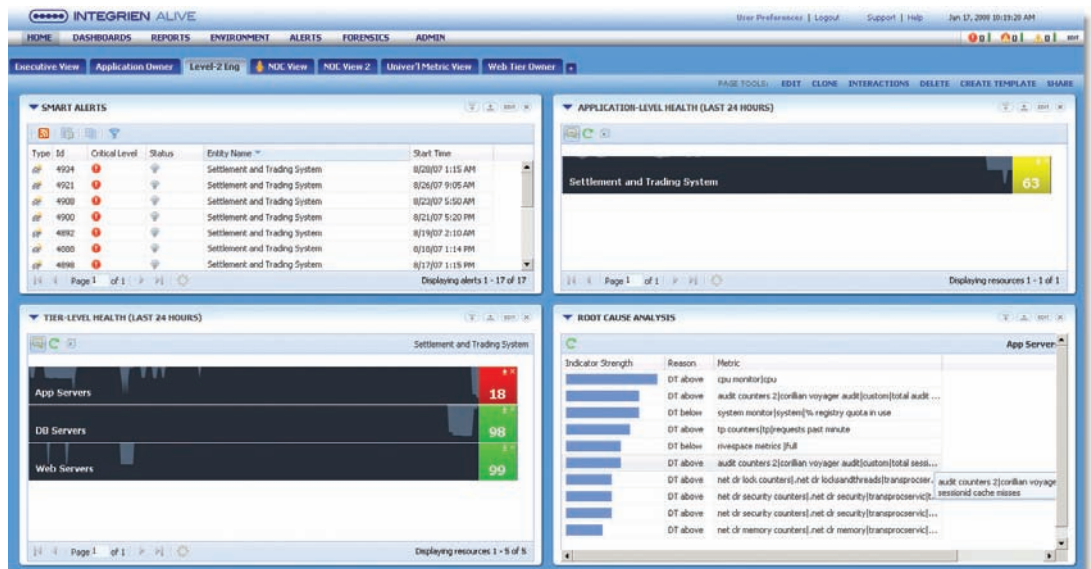 INTEGRIEN ALIVE
User Preferences | Logout Support | Help Jan 17, 2008 10:19:20 AM
HOME DASHBOARDS REPORTS ENVIRONMENT ALERTS FORENSICS ADMIN
0 0 0 EDIT
Executive View Application Owner Level-2 Eng NOC View NOC View 2 Univer'l Metric View Web Tier Owner
PAGE TOOLS: EDIT CLONE INTERACTIONS DELETE CREATE TEMPLATE SHARE
SMART ALERTS
EDIT
Type Id Critical Level Status Entity Name Start Time
4934 Settlement and Trading System 8/28/07 1:15 AM
4921 Settlement and Trading System 8/26/07 9:05 AM
4908 Settlement and Trading System 8/23/07 5:50 AM
4900 Settlement and Trading System 8/21/07 5:20 PM
4892 Settlement and Trading System 8/19/07 2:10 AM
Settlement and Trading System 8/18/07 1:14 PM
4898 Settlement and Trading System 8/17/07 1:15 PM
Page 1 of 1 Displaying alerts 1 - 17 of 17
APPLICATION-LEVEL HEALTH (LAST 24 HOURS)
EDIT
Settlement and Trading System 63
Page 1 of 1 Displaying resources 1 - 1 of 1
TIER-LEVEL HEALTH (LAST 24 HOURS)
EDIT
Settlement and Trading System
App Servers 18
DB Servers 98
Web Servers 99
Page 1 of 1 Displaying resources 1 - 5 of 5
ROOT CAUSE ANALYSIS
EDIT
App Server
Indicator Strength Reason Metric
DT above cpu monitor|cpu
DT above audit counters 2|corillian voyager audit|custom|total audit ...
DT below system monitor|system|% registry quota in use
DT above tp counters|tp|requests past minute
DT below rivespace metrics |full
DT above audit counters 2|corillian voyager audit|custom|total sessi...
DT above net clr lock counters|.net clr locksandthreads|transprocser.
DT above net clr security counters|.net clr security|transprocservic|t..
DT above net clr security counters|.net clr security|transprocservic|...
DT above net clr memory counters|.net clr memory|transprocservic|...
audit counters 2|corillian voyage
sessionid cache misses